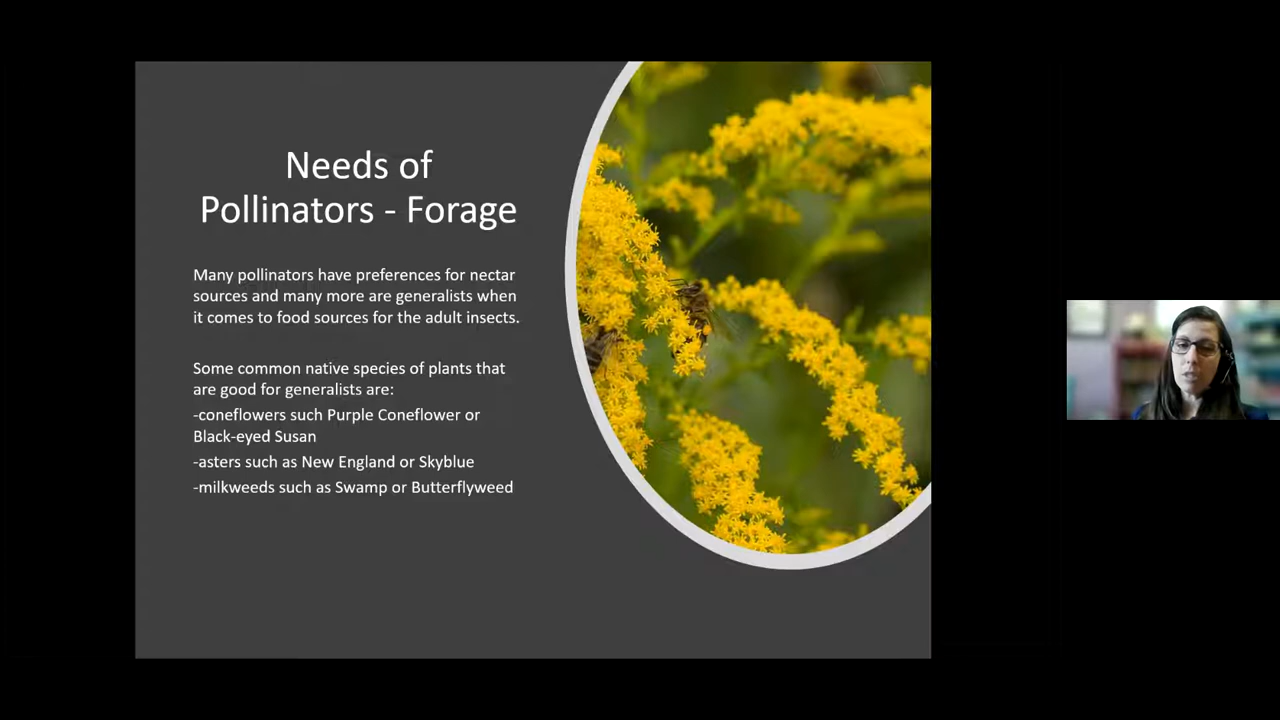 Needs of
Pollinators - Forage
Many pollinators have preferences for nectar
sources and many more are generalists when
it comes to food sources for the adult insects.
Some common native species of plants that
are good for generalists are:
-coneflowers such Purple Coneflower or
Black-eyed Susan
-asters such as New England or Skyblue
-milkweeds such as Swamp or Butterflyweed